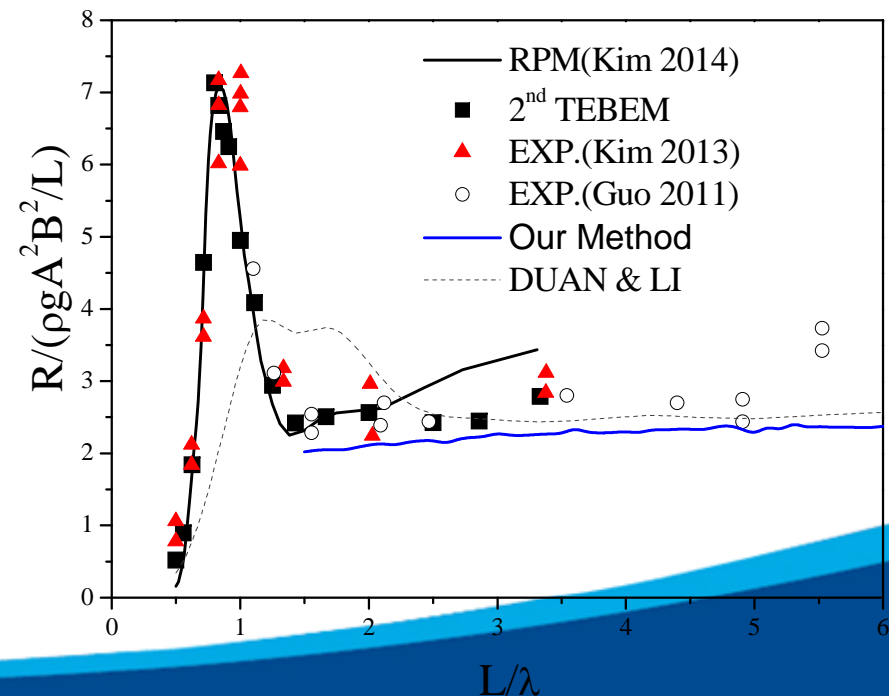 8
7
6
5
4
3
2
1
0
R/(ρgA²B²/L)
RPM(Kim 2014)
2nd TEBEM
EXP.(Kim 2013)
EXP.(Guo 2011)
Our Method
DUAN & LI
0 1 2 3 4 5 6
L/λ